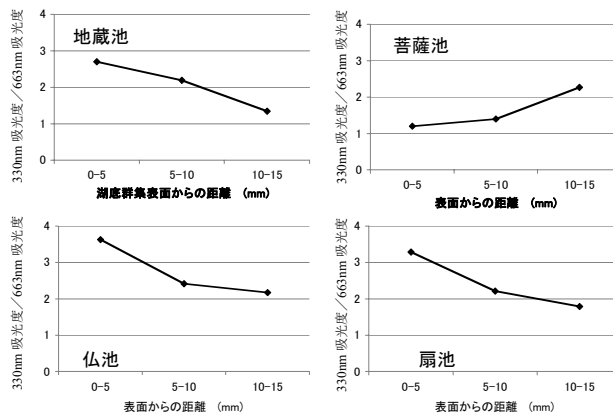 地蔵池
330nm 吸光度／663nm 吸光度
4
3
2
1
0
0-5 5-10 10-15
湖底群集表面からの距離 (mm)
菩薩池
330nm 吸光度／663nm 吸光度
4
3
2
1
0
0-5 5-10 10-15
表面からの距離 (mm)
仏池
330nm 吸光度／663nm 吸光度
4
3
2
1
0
0-5 5-10 10-15
表面からの距離 (mm)
扇池
330nm 吸光度／663nm 吸光度
4
3
2
1
0
0-5 5-10 10-15
表面からの距離 (mm)